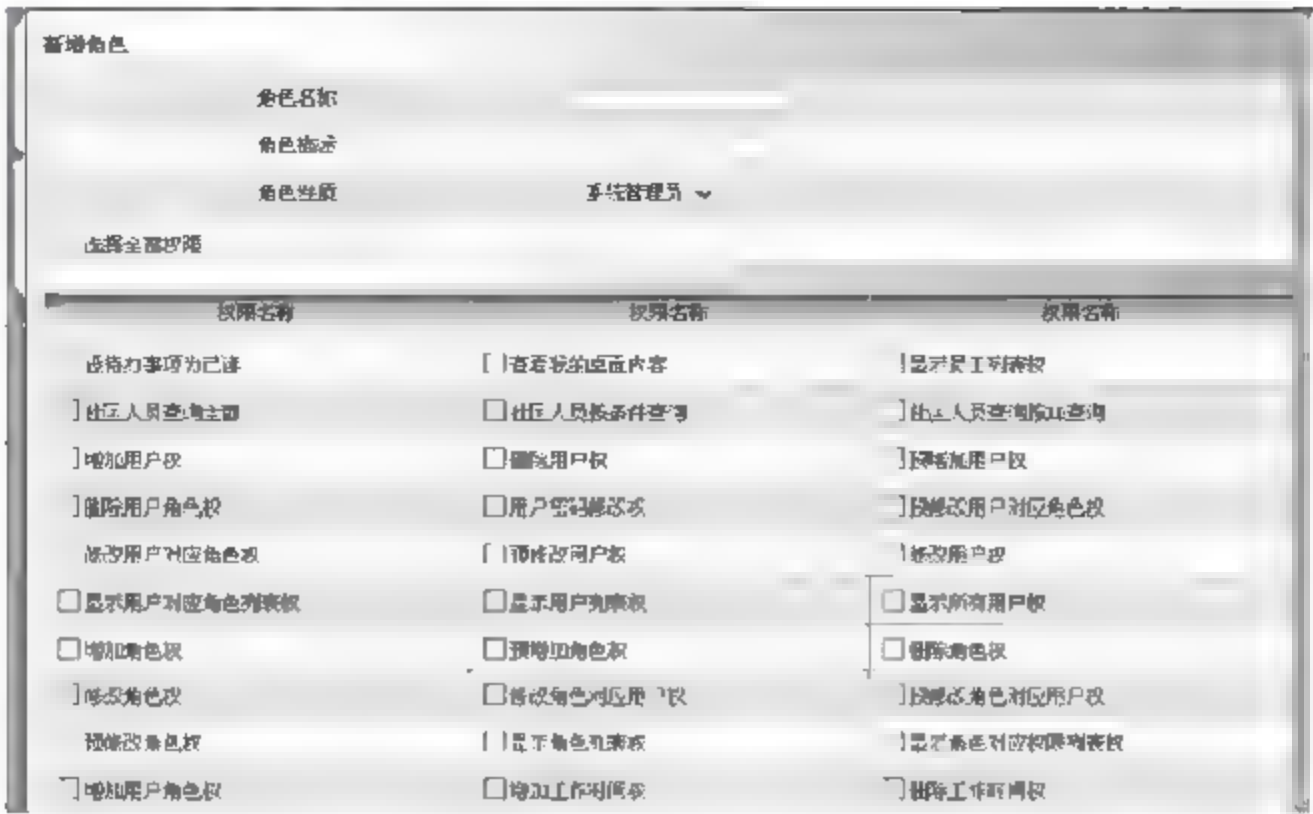 新增角色
角色名称
角色描述
角色性质 系统管理员
选择全部权限
权限名称 权限名称 权限名称
设待办事项为已读 查看我的桌面内容 显示员工列表权
社区人员查询全部 社区人员按条件查询 社区人员查询 查询
增加用户权 删除用户权 预增加用户权
删除用户角色权 用户密码修改权 预修改用户对应角色权
修改用户对应角色权 预修改用户权 修改用户权
显示用户对应角色列表权 显示用户列表权 显示所有用户权
增加角色权 预增加角色权 删除角色权
修改角色权 修改角色对应用户权 预修改角色对应用户权
预修改角色权 显示角色列表权 显示角色对应权限列表权
增加用户角色权 增加工作时间权 删除工作时间权